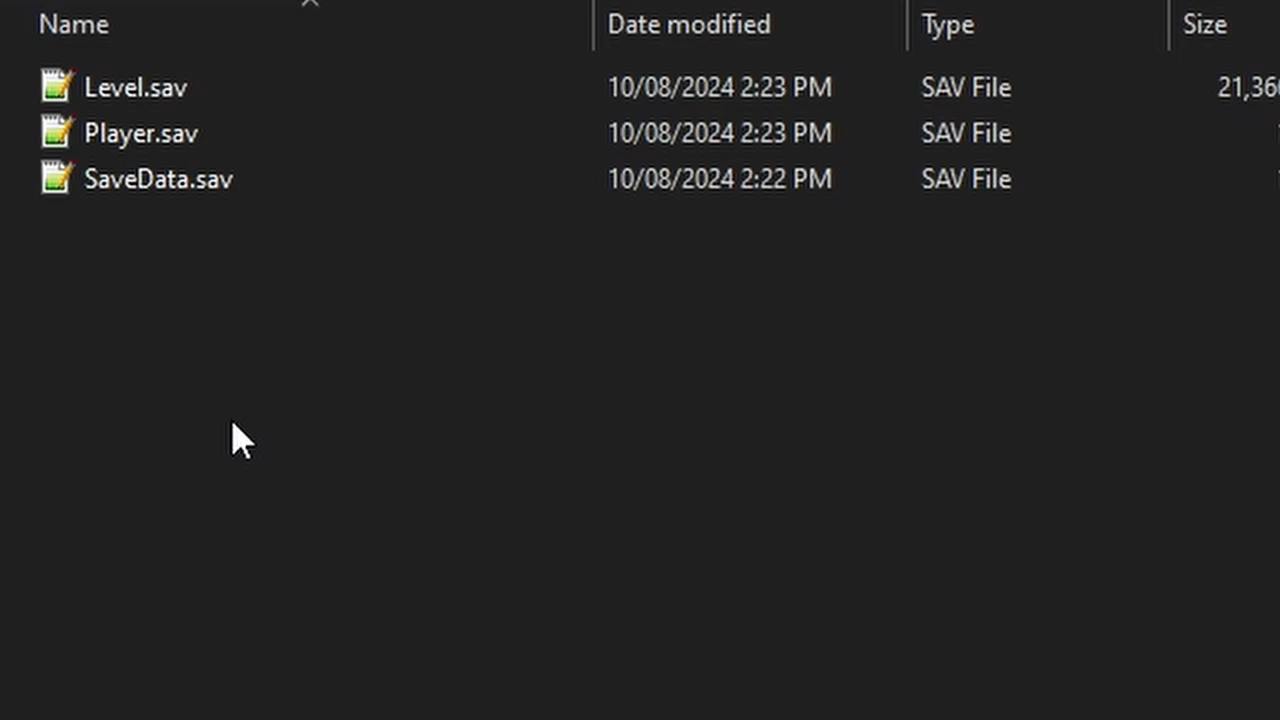 Name Date modified Type Size
Level.sav 10/08/2024 2:23 PM SAV File
Player.sav 10/08/2024 2:23 PM SAV File
SaveData.sav 10/08/2024 2:22 PM SAV File